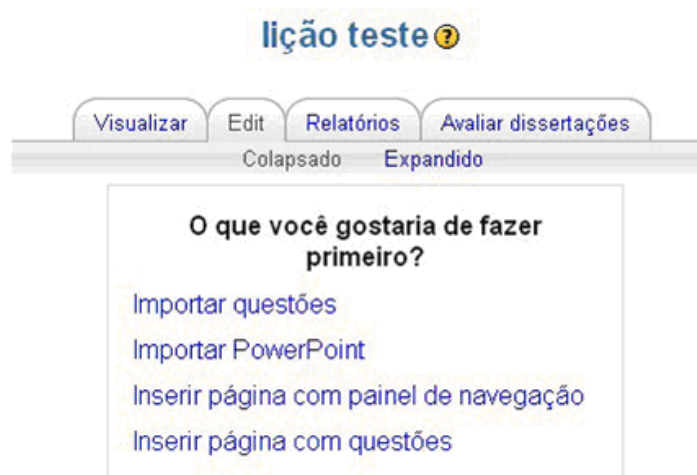 lição teste
Visualizar Edit Relatórios Avaliar dissertações
Colapsado Expandido
O que você gostaria de fazer
primeiro?
Importar questões
Importar PowerPoint
Inserir página com painel de navegação
Inserir página com questões